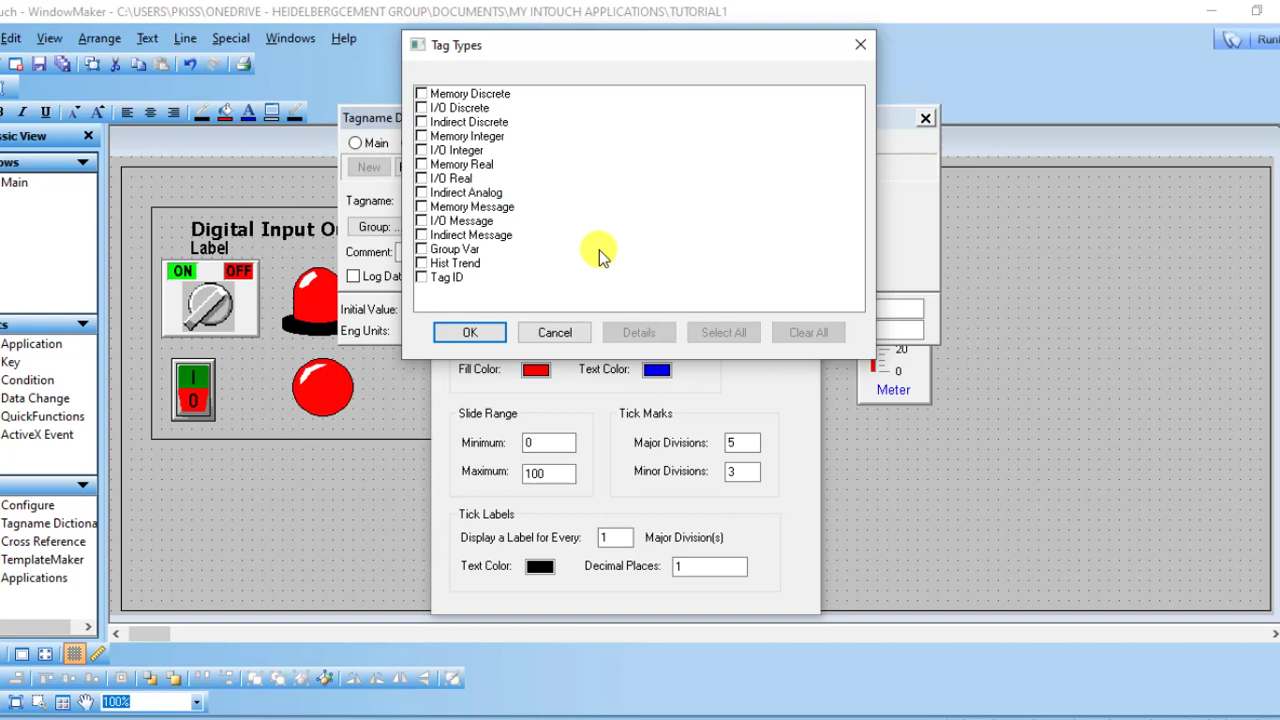 uch - WindowMaker - C:\USERS\PKISS\ONEDRIVE - HEIDELBERGCEMENT GROUP\DOCUMENTS\MY INTOUCH APPLICATIONS\TUTORIAL1
Edit View Arrange Text Line Special Windows Help
Run
B I U A A A
ssic View
ows
Main
ts
Application
Key
Condition
Data Change
QuickFunctions
ActiveX Event
Configure
Tagname Dictiona
Cross Reference
TemplateMaker
Applications
Digital Input O
Label
ON OFF
I
0
Tagname D
Main
New
Tagname:
Group: ...
Comment:
Log Dat
Initial Value:
Eng Units:
Tag Types
Memory Discrete
I/O Discrete
Indirect Discrete
Memory Integer
I/O Integer
Memory Real
I/O Real
Indirect Analog
Memory Message
I/O Message
Indirect Message
Group Var
Hist Trend
Tag ID
OK Cancel Details Select All Clear All
Fill Color: Text Color:
Slide Range Tick Marks
Minimum: 0 Major Divisions: 5
Maximum: 100 Minor Divisions: 3
Tick Labels
Display a Label for Every: 1 Major Division(s)
Text Color: Decimal Places: 1
20
0
Meter
100%